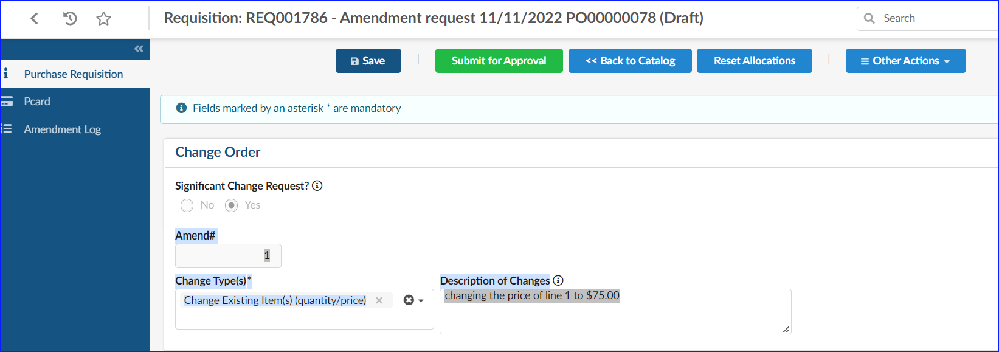 Requisition: REQ001786 - Amendment request 11/11/2022 PO00000078 (Draft)
Search
Save
Submit for Approval
<< Back to Catalog
Reset Allocations
Other Actions
Purchase Requisition
Pcard
Amendment Log
Fields marked by an asterisk * are mandatory
Change Order
Significant Change Request?
No Yes
Amend#
1
Change Type(s)*
Change Existing Item(s) (quantity/price)
Description of Changes
changing the price of line 1 to $75.00